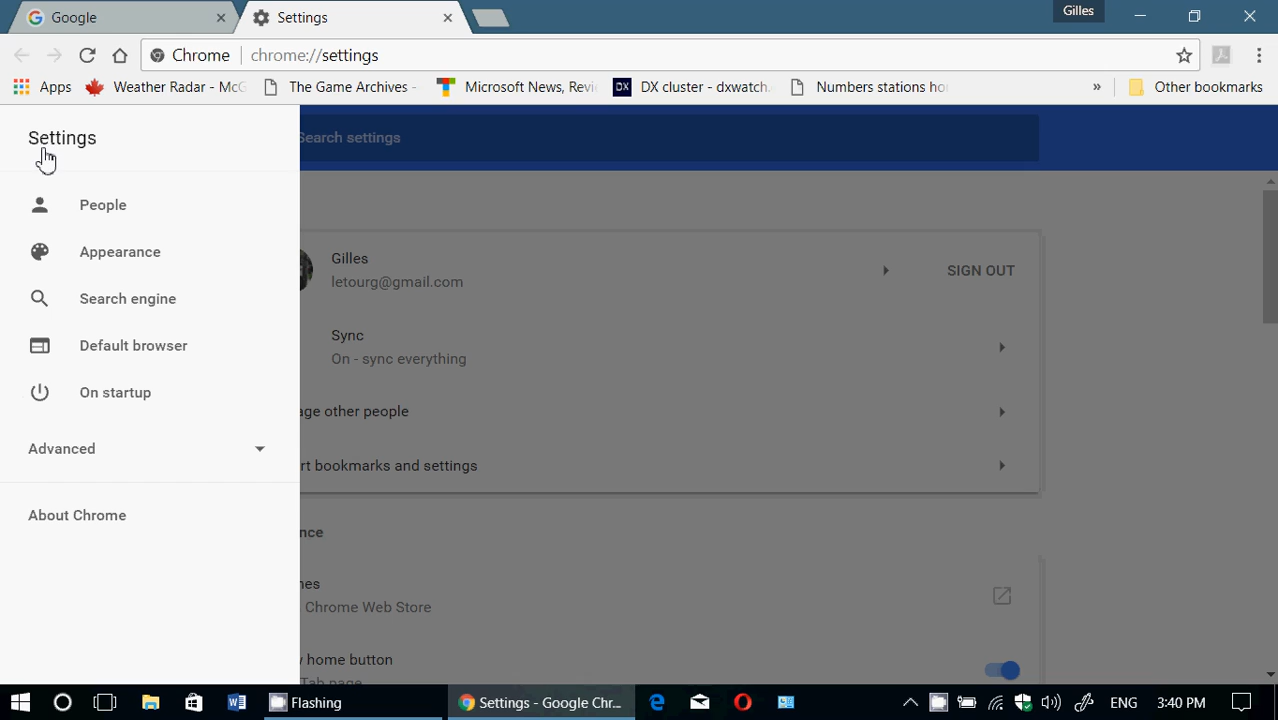 Google
Settings
Gilles
Chrome
chrome://settings
Apps
Weather Radar - McG
The Game Archives -
Microsoft News, Revi
DX
DX cluster - dxwatch.
Numbers stations ho
»
Other bookmarks
Settings
Search settings
People
Appearance
Search engine
Default browser
On startup
Advanced
About Chrome
Gilles
letourg@gmail.com
SIGN OUT
Sync
On - sync everything
age other people
rt bookmarks and settings
nce
nes
Chrome Web Store
home button
Tab page
Flashing
Settings - Google Chr...
ENG
3:40 PM